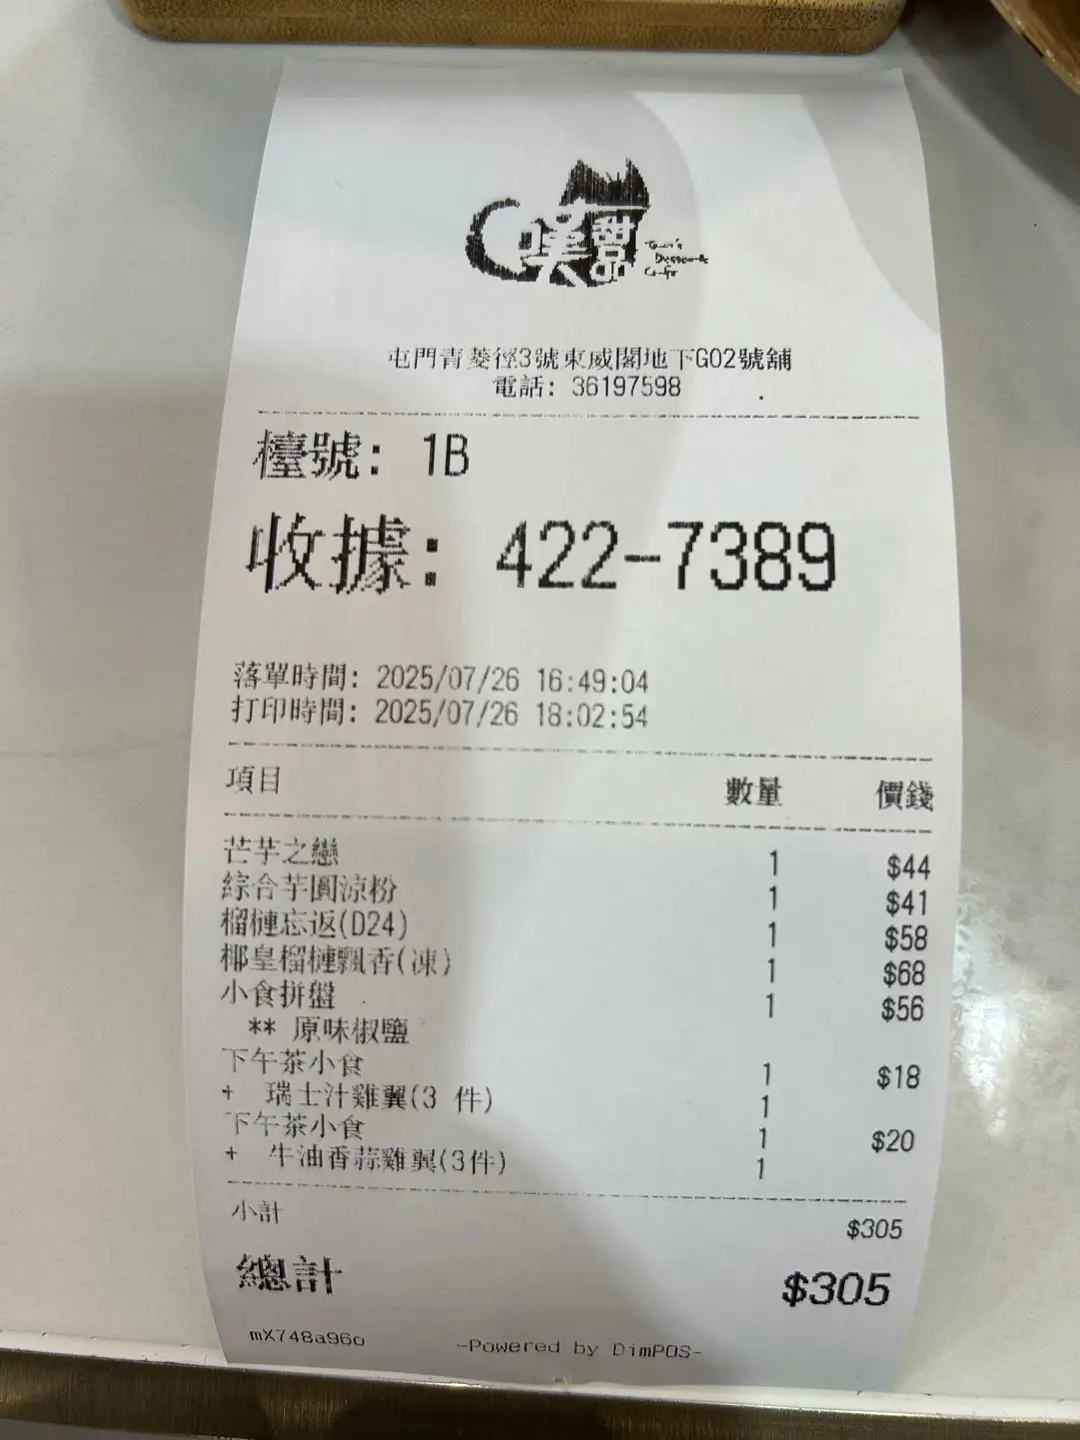 噗甜品
屯門青菱徑3號東威閣地下G02號舖
電話: 36197598
檯號: 1B
收據: 422-7389
落單時間: 2025/07/26 16:49:04
打印時間: 2025/07/26 18:02:54
項目 數量 價錢
芒芋之戀 1 $44
綜合芋圓涼粉 1 $41
榴槤忘返(D24) 1 $58
椰皇榴槤飄香(凍) 1 $68
小食拼盤 1 $56
** 原味椒鹽
下午茶小食 1 $18
+ 瑞士汁雞翼(3 件) 1
下午茶小食 1 $20
+ 牛油香蒜雞翼(3件) 1
小計 $305
總計 $305
mX748a96o -Powered by DimPOS-